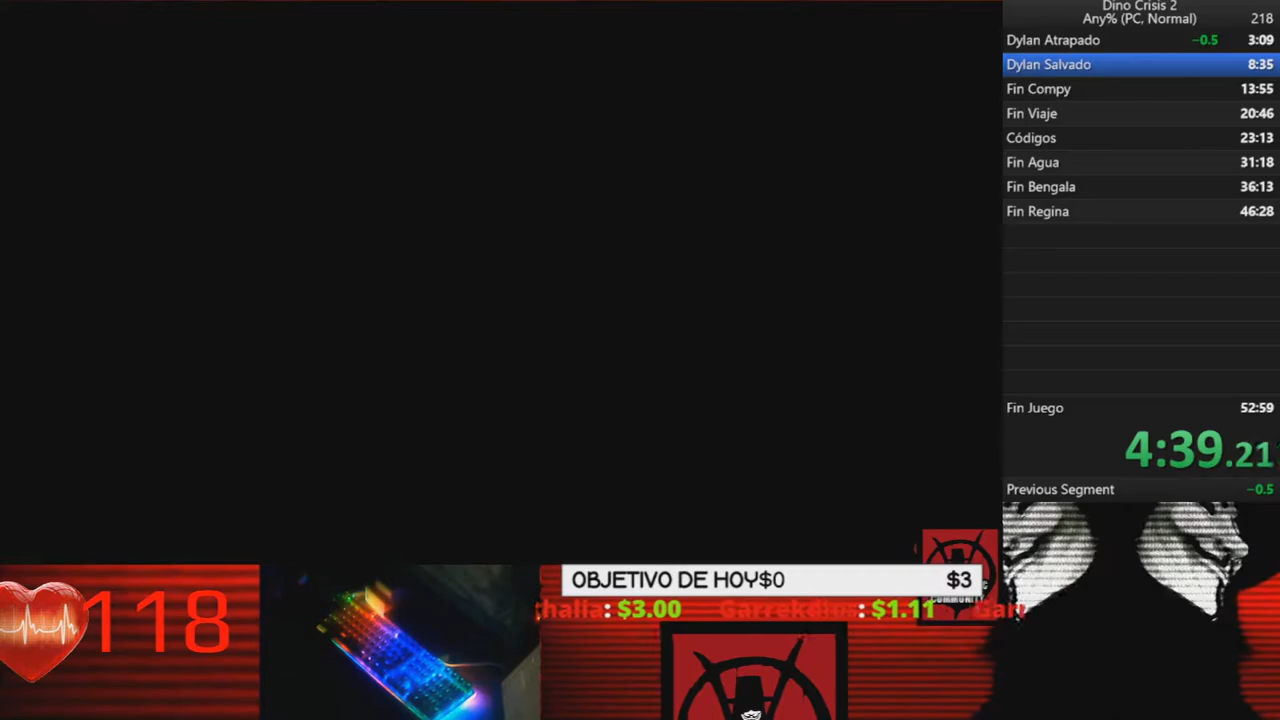 Dino Crisis 2
Any% (PC, Normal) 218
Dylan Atrapado −0.5 3:09
Dylan Salvado 8:35
Fin Compy 13:55
Fin Viaje 20:46
Códigos 23:13
Fin Agua 31:18
Fin Bengala 36:13
Fin Regina 46:28
Fin Juego 52:59
4:39.21
Previous Segment −0.5
OBJETIVO DE HOY$0 $3
thalia: $3.00 : $1.11
118